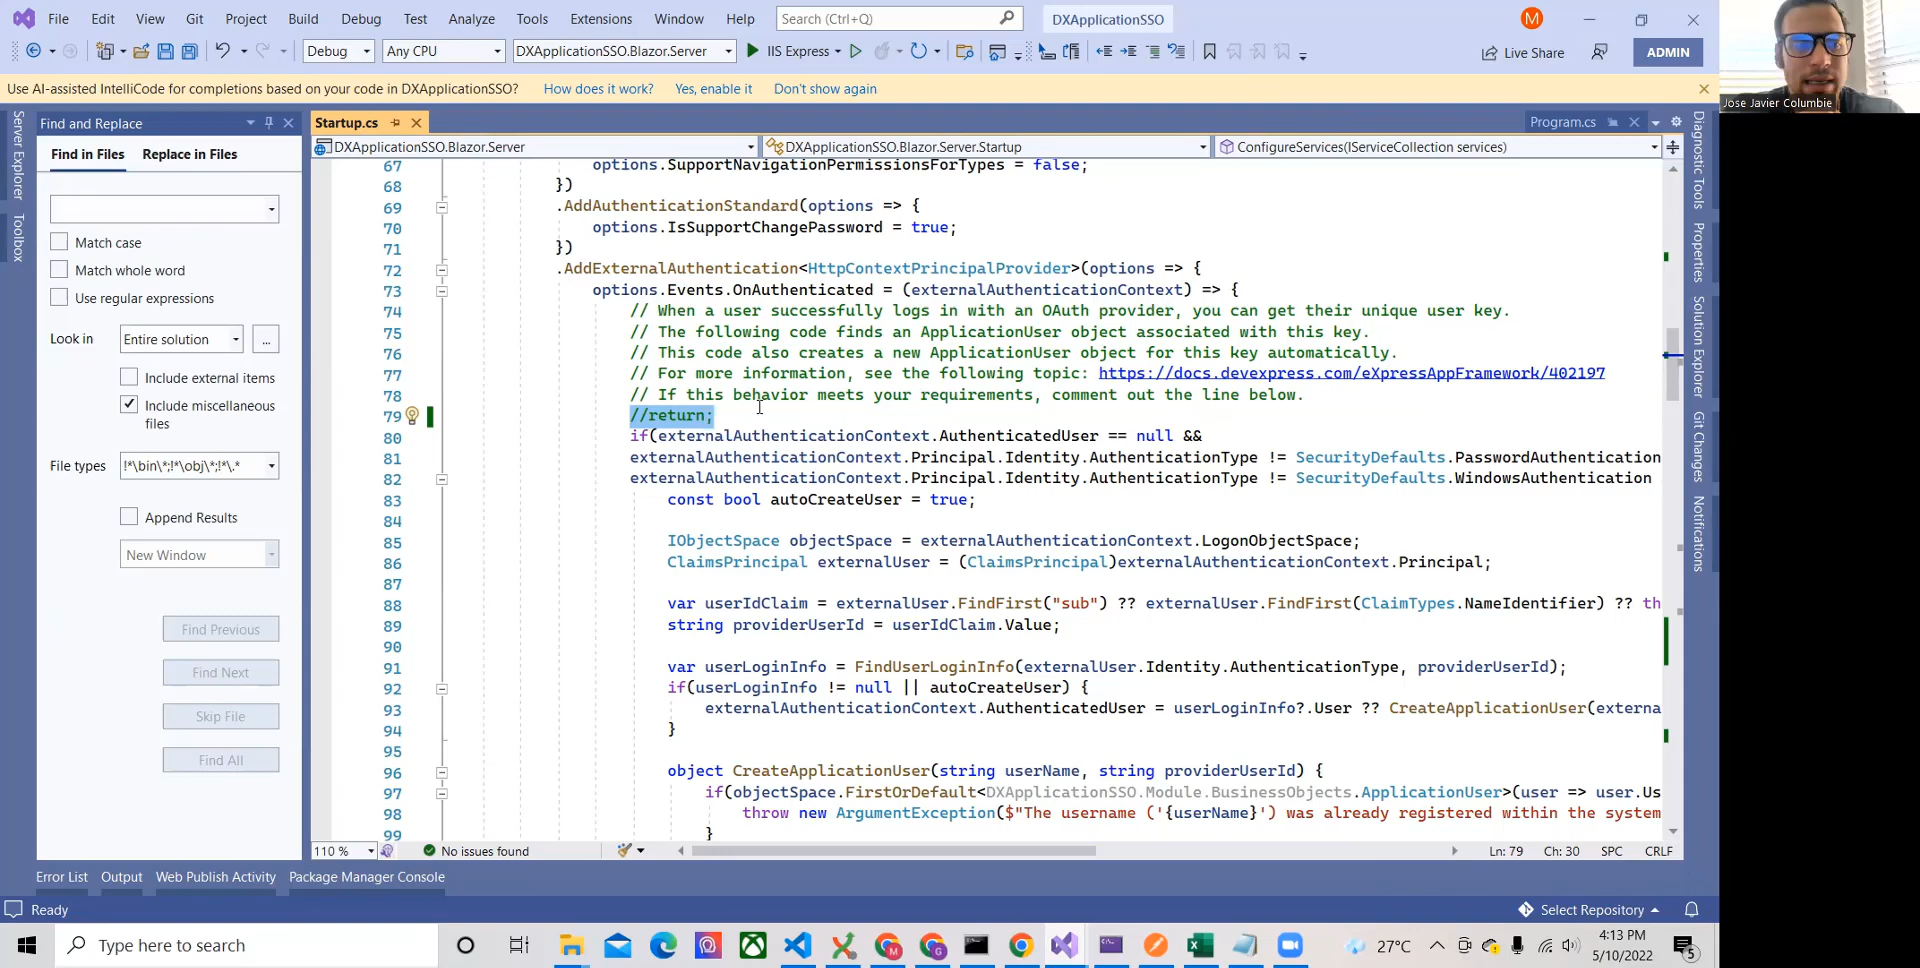 File Edit View Git Project Build Debug Test Analyze Tools Extensions Window Help Search (Ctrl+Q) DXApplicationSSO M
Debug Any CPU DXApplicationSSO.Blazor.Server IIS Express Live Share ADMIN
Use AI-assisted IntelliCode for completions based on your code in DXApplicationSSO? How does it work? Yes, enable it Don't show again
Jose Javier Columbie
Server Explorer
Toolbox
Find and Replace
Find in Files Replace in Files
Match case
Match whole word
Use regular expressions
Look in Entire solution ...
Include external items
Include miscellaneous files
File types !*\bin\*;!*\obj\*;!*\.*
Append Results
New Window
Find Previous
Find Next
Skip File
Find All
Startup.cs Program.cs
DXApplicationSSO.Blazor.Server DXApplicationSSO.Blazor.Server.Startup ConfigureServices(IServiceCollection services)
67 options.SupportNavigationPermissionsForTypes = false;
68 })
69 .AddAuthenticationStandard(options => {
70 options.IsSupportChangePassword = true;
71 })
72 .AddExternalAuthentication<HttpContextPrincipalProvider>(options => {
73 options.Events.OnAuthenticated = (externalAuthenticationContext) => {
74 // When a user successfully logs in with an OAuth provider, you can get their unique user key.
75 // The following code finds an ApplicationUser object associated with this key.
76 // This code also creates a new ApplicationUser object for this key automatically.
77 // For more information, see the following topic: https://docs.devexpress.com/eXpressAppFramework/402197
78 // If this behavior meets your requirements, comment out the line below.
79 //return;
80 if(externalAuthenticationContext.AuthenticatedUser == null &&
81 externalAuthenticationContext.Principal.Identity.AuthenticationType != SecurityDefaults.PasswordAuthentication
82 externalAuthenticationContext.Principal.Identity.AuthenticationType != SecurityDefaults.WindowsAuthentication
83 const bool autoCreateUser = true;
84
85 IObjectSpace objectSpace = externalAuthenticationContext.LogonObjectSpace;
86 ClaimsPrincipal externalUser = (ClaimsPrincipal)externalAuthenticationContext.Principal;
87
88 var userIdClaim = externalUser.FindFirst("sub") ?? externalUser.FindFirst(ClaimTypes.NameIdentifier) ?? th
89 string providerUserId = userIdClaim.Value;
90
91 var userLoginInfo = FindUserLoginInfo(externalUser.Identity.AuthenticationType, providerUserId);
92 if(userLoginInfo != null || autoCreateUser) {
93 externalAuthenticationContext.AuthenticatedUser = userLoginInfo?.User ?? CreateApplicationUser(externa
94 }
95
96 object CreateApplicationUser(string userName, string providerUserId) {
97 if(objectSpace.FirstOrDefault<DXApplicationSSO.Module.BusinessObjects.ApplicationUser>(user => user.Us
98 throw new ArgumentException($"The username ('{userName}') was already registered within the system
99 }
Diagnostic Tools
Properties
Solution Explorer
Git Changes
Notifications
110 % No issues found Ln: 79 Ch: 30 SPC CRLF
Error List Output Web Publish Activity Package Manager Console
Ready Select Repository
Type here to search M G 27°C 4:13 PM
5/10/2022 5